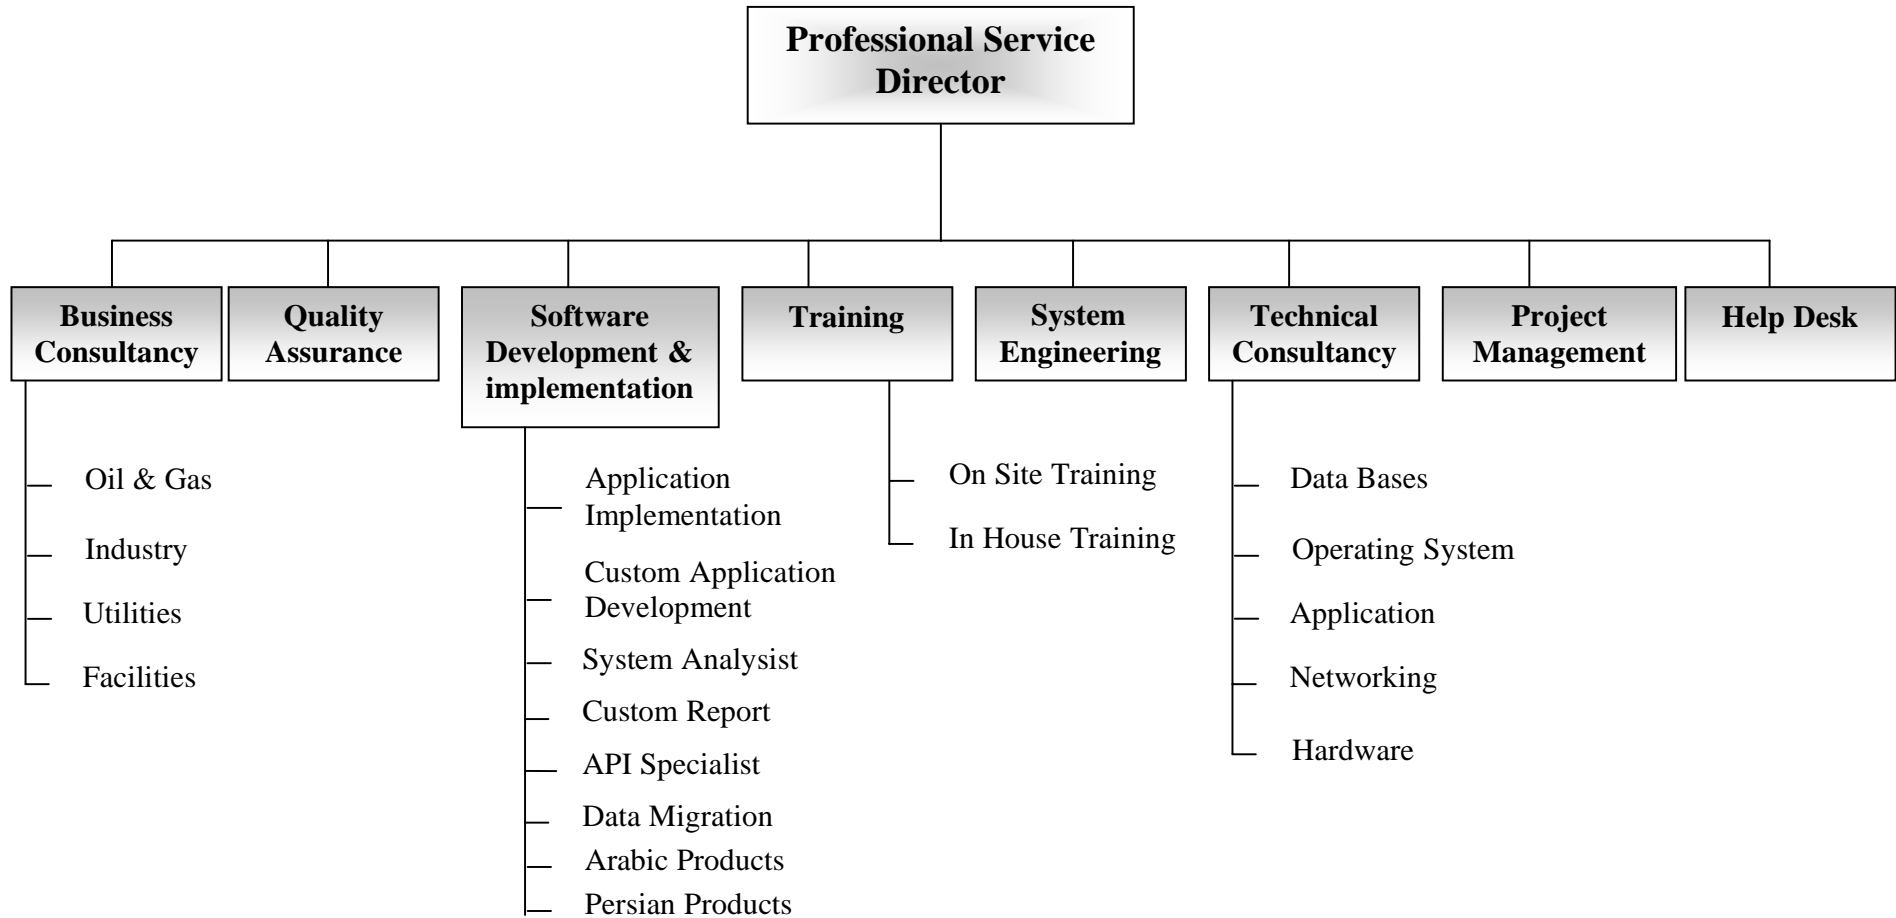 Professional Service
Director
Business
Consultancy
Quality
Assurance
Software
Development &
implementation
Training
System
Engineering
Technical
Consultancy
Project
Management
Help Desk
Oil & Gas
Industry
Utilities
Facilities
Application
Implementation
Custom Application
Development
System Analysist
Custom Report
API Specialist
Data Migration
Arabic Products
Persian Products
On Site Training
In House Training
Data Bases
Operating System
Application
Networking
Hardware